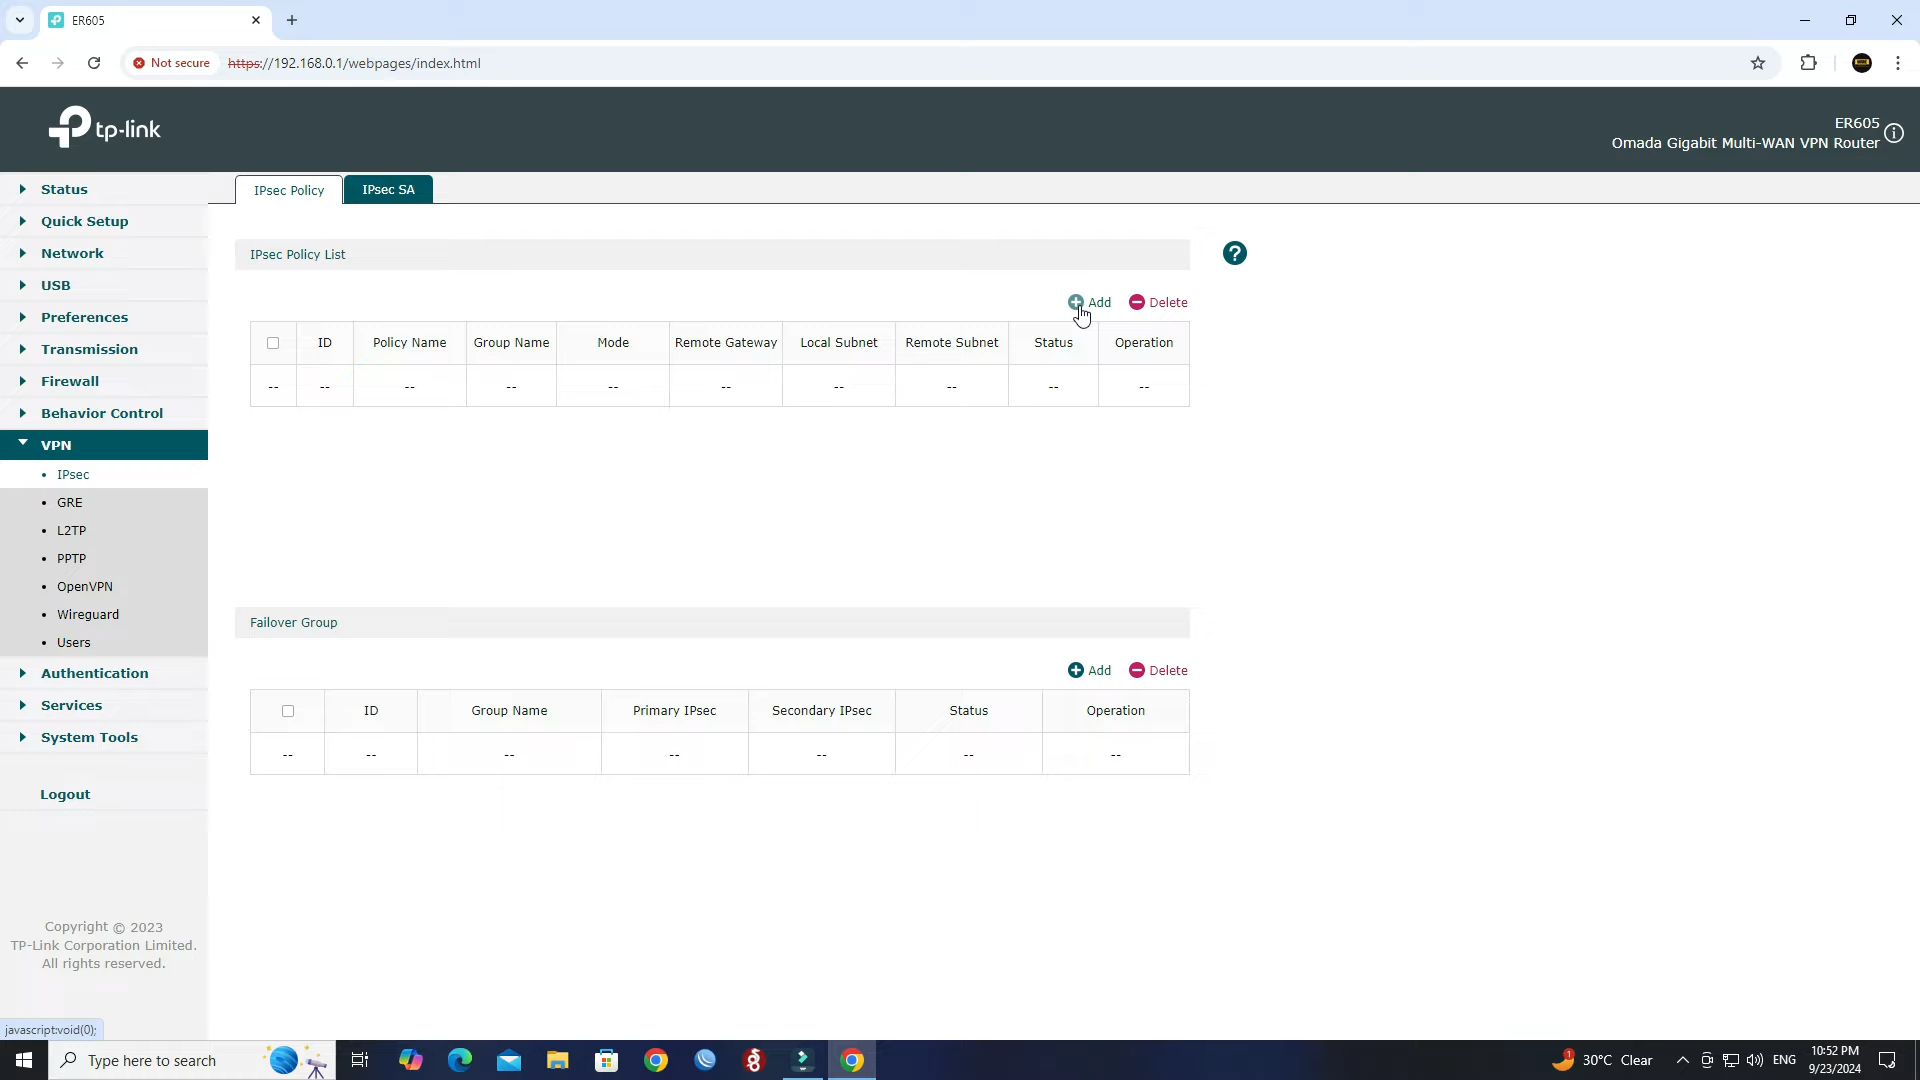 ER605
Not secure https://192.168.0.1/webpages/index.html
tp-link
ER605
Omada Gigabit Multi-WAN VPN Router
Status
Quick Setup
Network
USB
Preferences
Transmission
Firewall
Behavior Control
VPN
IPsec
GRE
L2TP
PPTP
OpenVPN
Wireguard
Users
Authentication
Services
System Tools
Logout
Copyright © 2023
TP-Link Corporation Limited.
All rights reserved.
IPsec Policy IPsec SA
IPsec Policy List
?
Add Delete
ID Policy Name Group Name Mode Remote Gateway Local Subnet Remote Subnet Status Operation
-- -- -- -- -- -- -- -- -- --
Failover Group
Add Delete
ID Group Name Primary IPsec Secondary IPsec Status Operation
-- -- -- -- -- -- --
javascript:void(0);
Type here to search
1 30°C Clear ENG
10:52 PM
9/23/2024